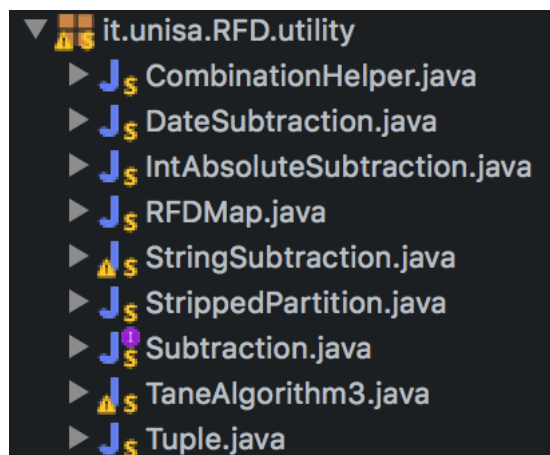 it.unisa.RFD.utility
CombinationHelper.java
DateSubtraction.java
IntAbsoluteSubtraction.java
RFDMap.java
StringSubtraction.java
StrippedPartition.java
Subtraction.java
TaneAlgorithm3.java
Tuple.java